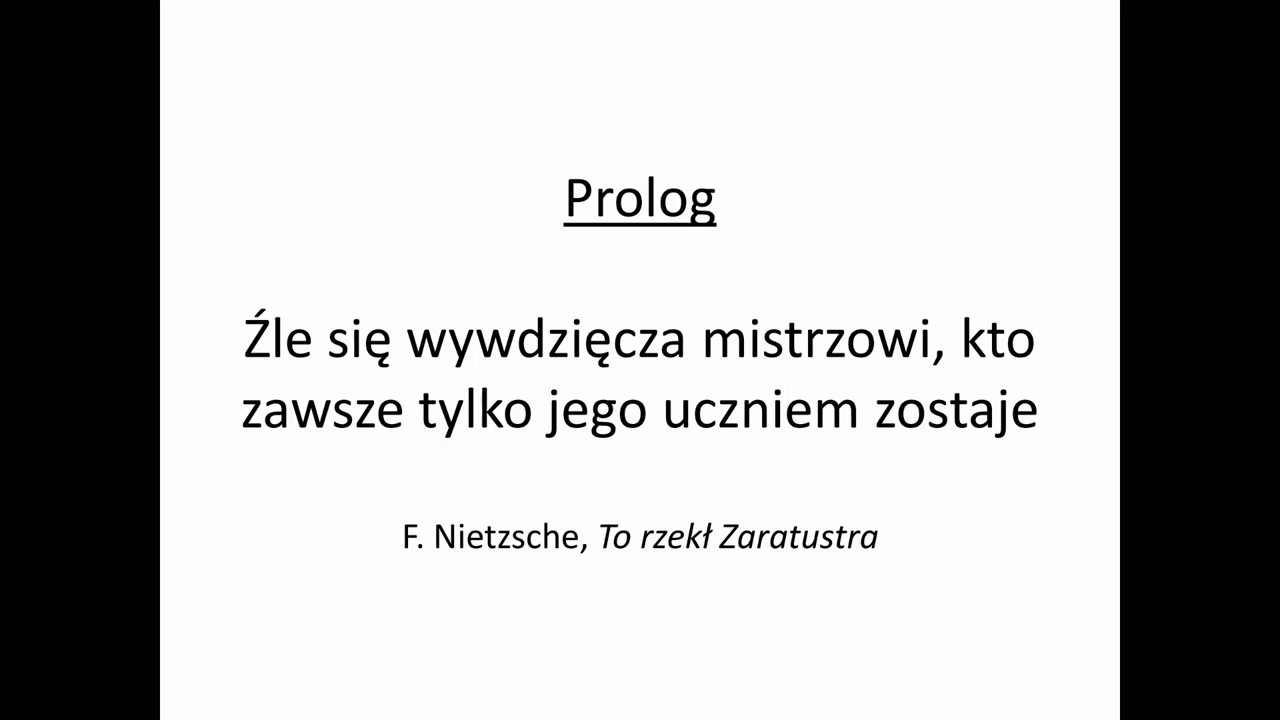 Prolog
Źle się wywdzięcza mistrzowi, kto
zawsze tylko jego uczniem zostaje
F. Nietzsche, To rzekł Zaratustra